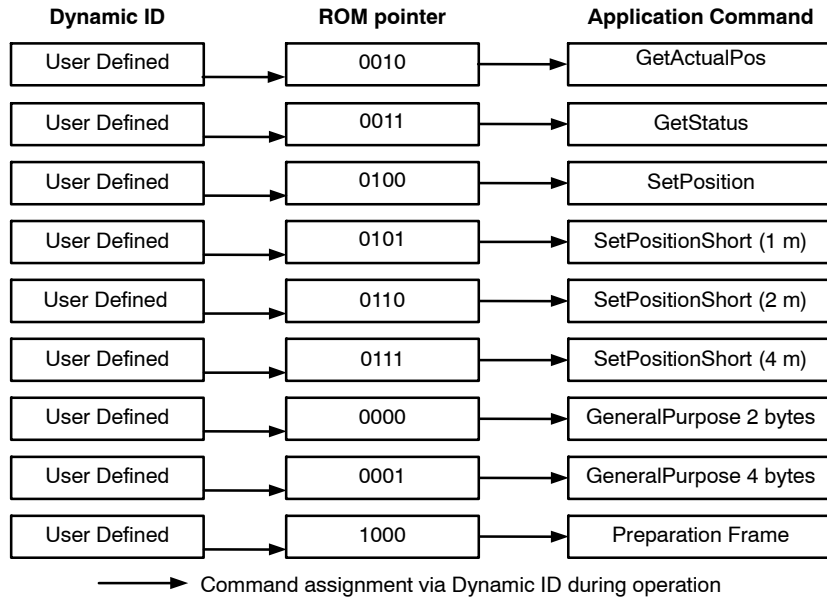 Dynamic ID ROM pointer Application Command
User Defined 0010 GetActualPos
User Defined 0011 GetStatus
User Defined 0100 SetPosition
User Defined 0101 SetPositionShort (1 m)
User Defined 0110 SetPositionShort (2 m)
User Defined 0111 SetPositionShort (4 m)
User Defined 0000 GeneralPurpose 2 bytes
User Defined 0001 GeneralPurpose 4 bytes
User Defined 1000 Preparation Frame
Command assignment via Dynamic ID during operation